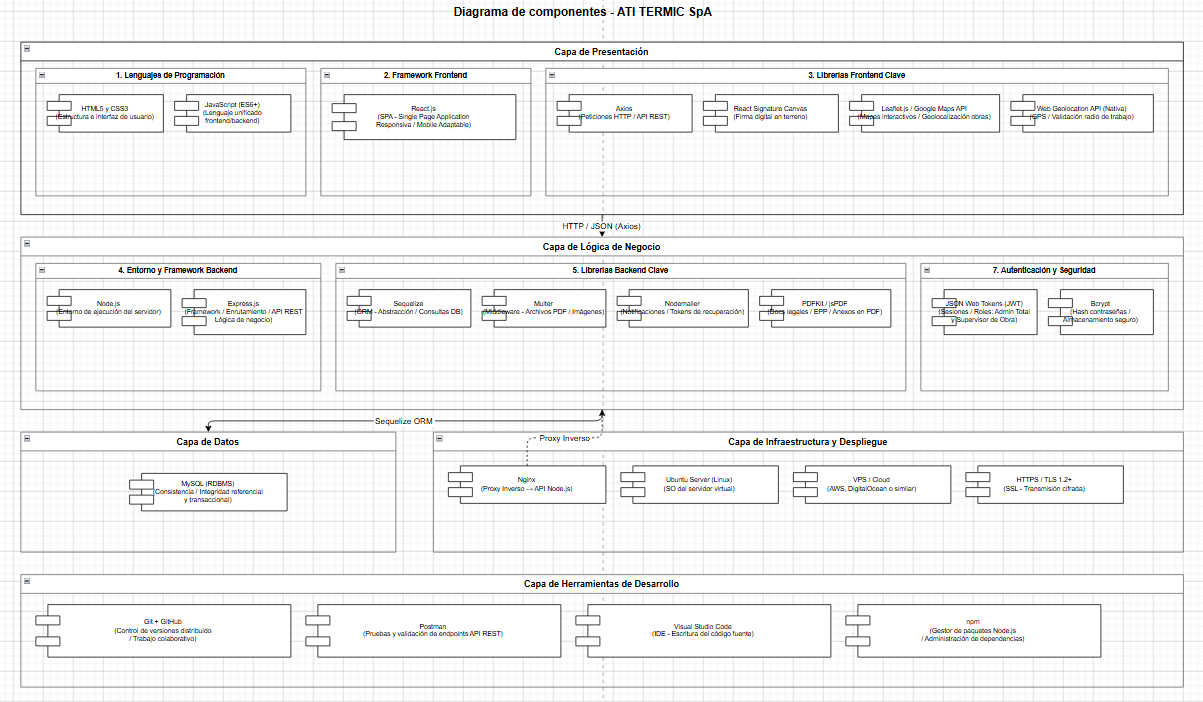 Diagrama de componentes - ATI TERMIC SpA
Capa de Presentación
1. Lenguajes de Programación
HTML5 y CSS3
(Estructura e interfaz de usuario)
JavaScript (ES6+)
(Lenguaje unificado
frontend/backend)
2. Framework Frontend
React.js
(SPA - Single Page Application
Responsiva / Mobile Adaptable)
3. Librerías Frontend Clave
Axios
(Peticiones HTTP / API REST)
React Signature Canvas
(Firma digital en terreno)
Leaflet.js / Google Maps API
(Mapas interactivos / Geolocalización obras)
Web Geolocation API (Nativa)
(GPS / Validación radio de trabajo)
HTTP / JSON (Axios)
Capa de Lógica de Negocio
4. Entorno y Framework Backend
Node.js
(Entorno de ejecución del servidor)
Express.js
(Framework / Enrutamiento / API REST
Lógica de negocio)
5. Librerías Backend Clave
Sequelize
(ORM - Abstracción / Consultas DB)
Multer
(Middleware - Archivos PDF / Imágenes)
Nodemailer
(Notificaciones / Tokens de recuperación)
PDFKit / jsPDF
(Docs legales / EPP / Anexos en PDF)
7. Autenticación y Seguridad
JSON Web Tokens (JWT)
(Sesiones / Roles: Admin Total
y Supervisor de Obra)
Bcrypt
(Hash contraseñas /
Almacenamiento seguro)
Sequelize ORM
Proxy Inverso
Capa de Datos
MySQL (RDBMS)
(Consistencia / Integridad referencial
y transaccional)
Capa de Infraestructura y Despliegue
Nginx
(Proxy Inverso → API Node.js)
Ubuntu Server (Linux)
(SO del servidor virtual)
VPS / Cloud
(AWS, DigitalOcean o similar)
HTTPS / TLS 1.2+
(SSL - Transmisión cifrada)
Capa de Herramientas de Desarrollo
Git + GitHub
(Control de versiones distribuido
/ Trabajo colaborativo)
Postman
(Pruebas y validación de endpoints API REST)
Visual Studio Code
(IDE - Escritura del código fuente)
npm
(Gestor de paquetes Node.js
/ Administración de dependencias)